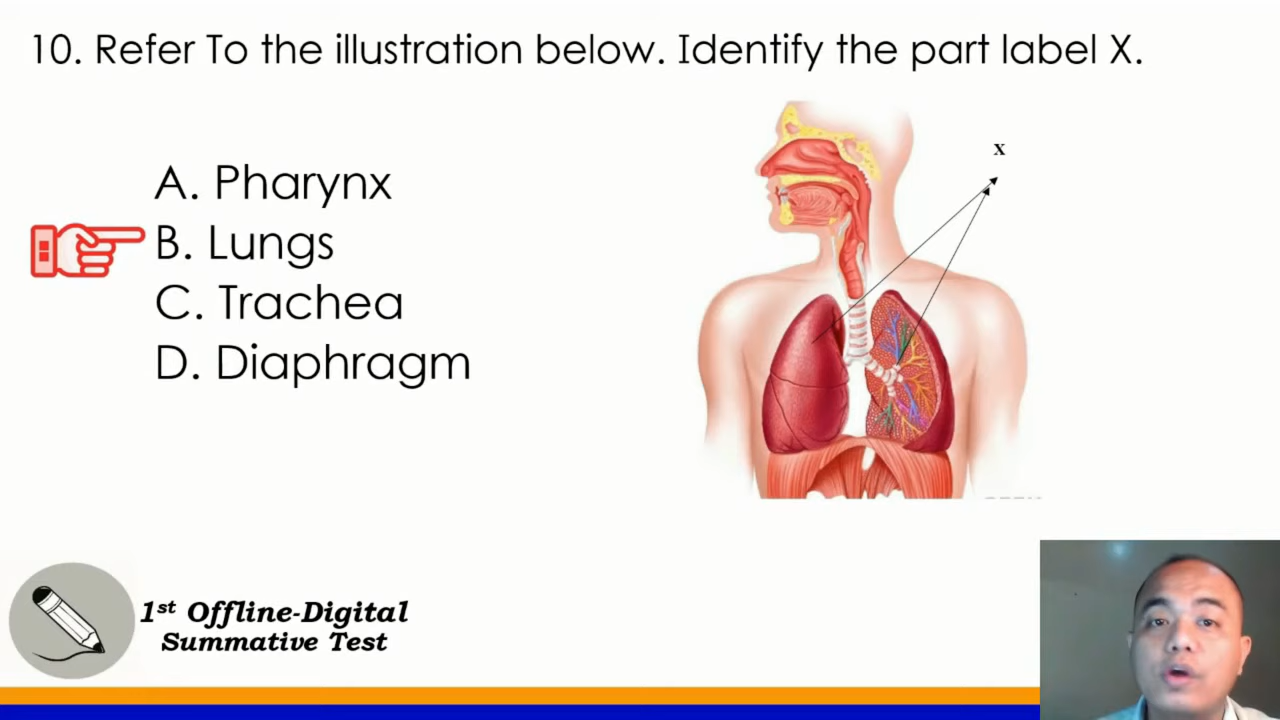 10. Refer To the illustration below. Identify the part label X.
X
A. Pharynx
B. Lungs
C. Trachea
D. Diaphragm
1st Offline-Digital
Summative Test